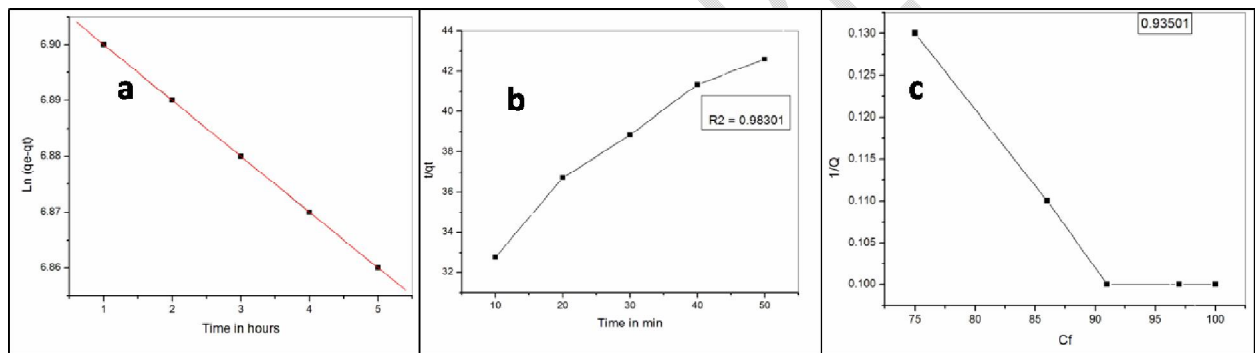 a
Ln (qe-qt)
6.90
6.89
6.88
6.87
6.86
1 2 3 4 5
Time in hours
b
t/qt
44
42
40
38
36
34
32
R2 = 0.98301
10 20 30 40 50
Time in min
c
0.93501
1/Q
0.130
0.125
0.120
0.115
0.110
0.105
0.100
75 80 85 90 95 100
Cf